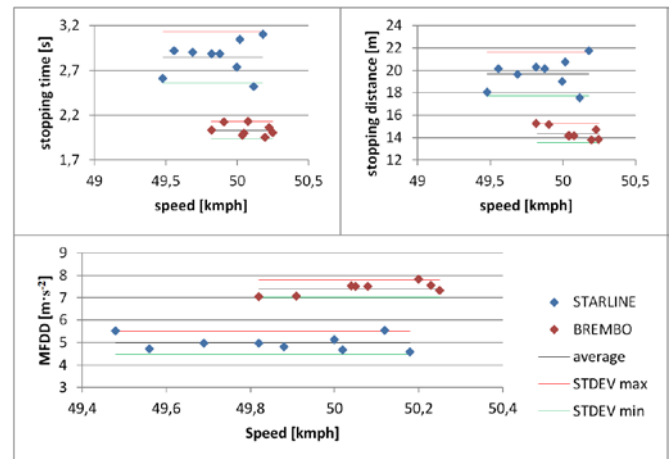 stopping time [s]
3,2
2,7
2,2
1,7
49 49,5 50 50,5
speed [kmph]
stopping distance [m]
24
22
20
18
16
14
12
49 49,5 50 50,5
speed [kmph]
MFDD [m·s⁻²]
9
8
7
6
5
4
3
49,4 49,6 49,8 50 50,2 50,4
Speed [kmph]
STARLINE
BREMBO
average
STDEV max
STDEV min